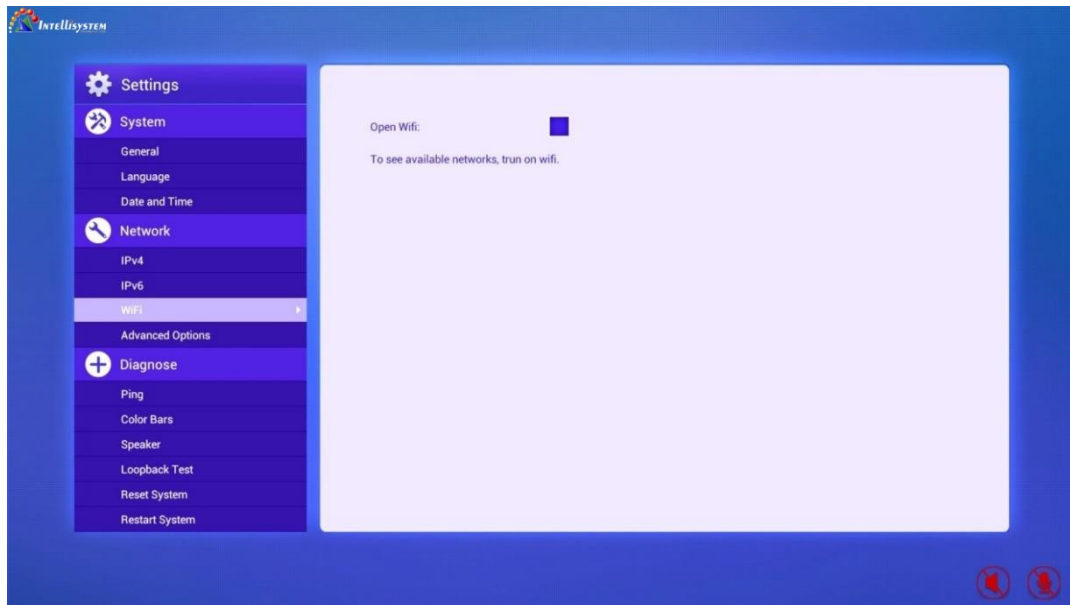 INTELLISYSTEM
Settings
System
General
Language
Date and Time
Network
IPv4
IPv6
WiFi
Advanced Options
Diagnose
Ping
Color Bars
Speaker
Loopback Test
Reset System
Restart System
Open Wifi:
To see available networks, trun on wifi.